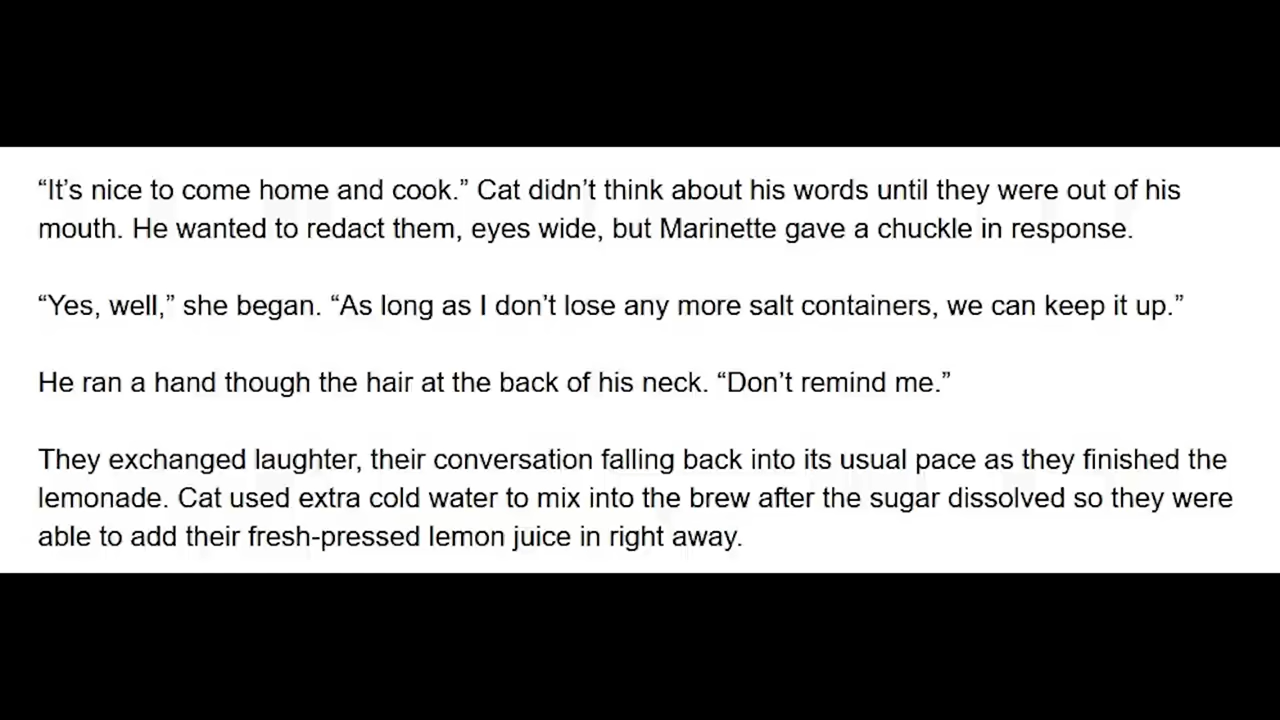 “It’s nice to come home and cook.” Cat didn’t think about his words until they were out of his
mouth. He wanted to redact them, eyes wide, but Marinette gave a chuckle in response.
“Yes, well,” she began. “As long as I don’t lose any more salt containers, we can keep it up.”
He ran a hand though the hair at the back of his neck. “Don’t remind me.”
They exchanged laughter, their conversation falling back into its usual pace as they finished the
lemonade. Cat used extra cold water to mix into the brew after the sugar dissolved so they were
able to add their fresh-pressed lemon juice in right away.